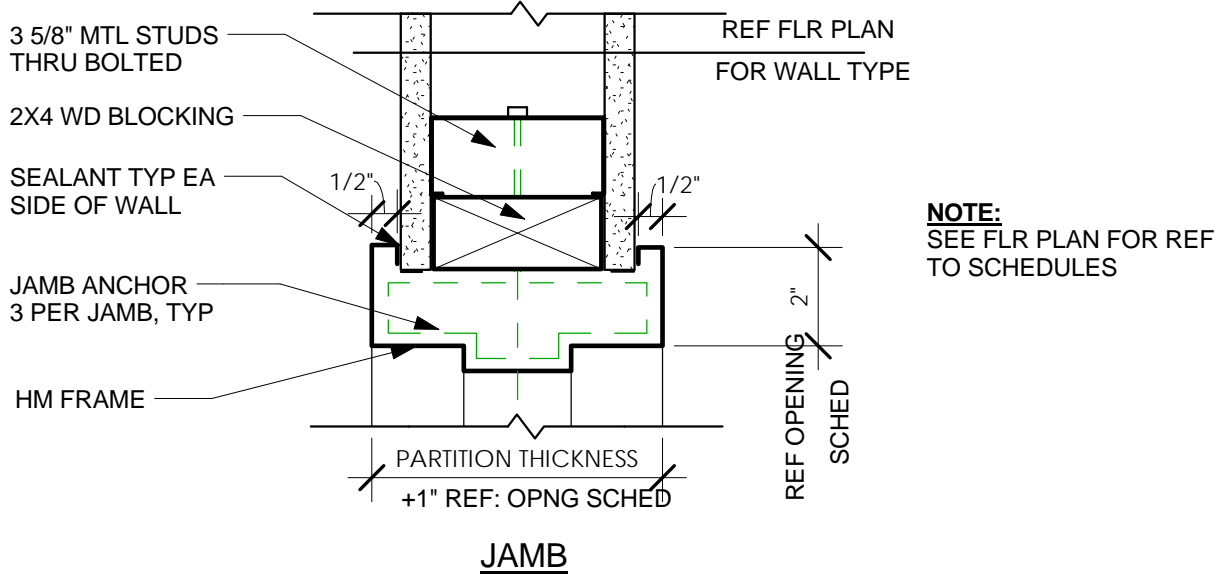 3 5/8" MTL STUDS
THRU BOLTED
2X4 WD BLOCKING
SEALANT TYP EA
SIDE OF WALL
JAMB ANCHOR
3 PER JAMB, TYP
HM FRAME
1/2"
1/2"
REF FLR PLAN
FOR WALL TYPE
NOTE:
SEE FLR PLAN FOR REF
TO SCHEDULES
2"
REF OPENING
SCHED
PARTITION THICKNESS
+1" REF: OPNG SCHED
JAMB